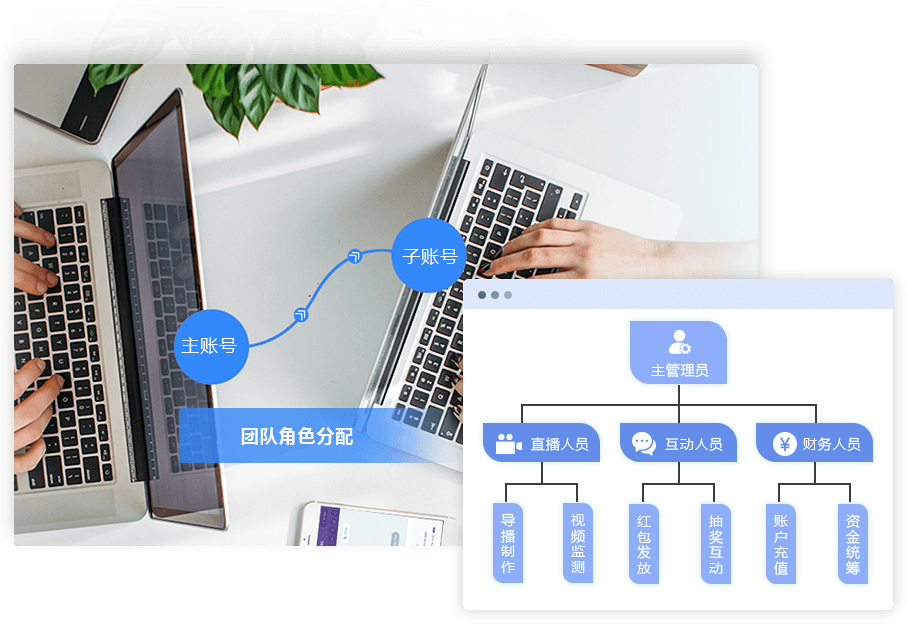 子账号
主账号
团队角色分配
主管理员
直播人员
互动人员
财务人员
导播制作
视频监测
红包发放
抽奖互动
账户充值
资金统筹